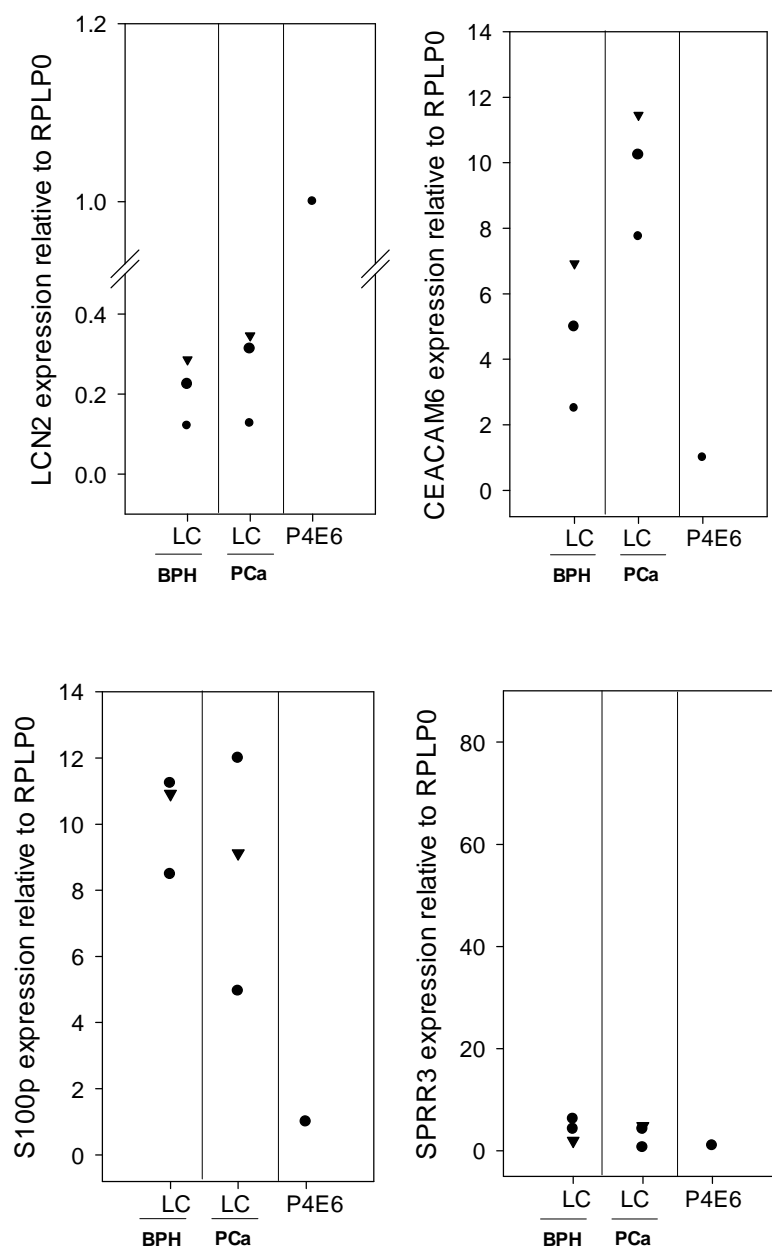 LCN2 expression relative to RPLP0
1.2
1.0
0.4
0.2
0.0
LC
BPH
LC
PCa
P4E6
CEACAM6 expression relative to RPLP0
14
12
10
8
6
4
2
0
LC
BPH
LC
PCa
P4E6
S100p expression relative to RPLP0
14
12
10
8
6
4
2
0
LC
BPH
LC
PCa
P4E6
SPRR3 expression relative to RPLP0
80
60
40
20
0
LC
BPH
LC
PCa
P4E6